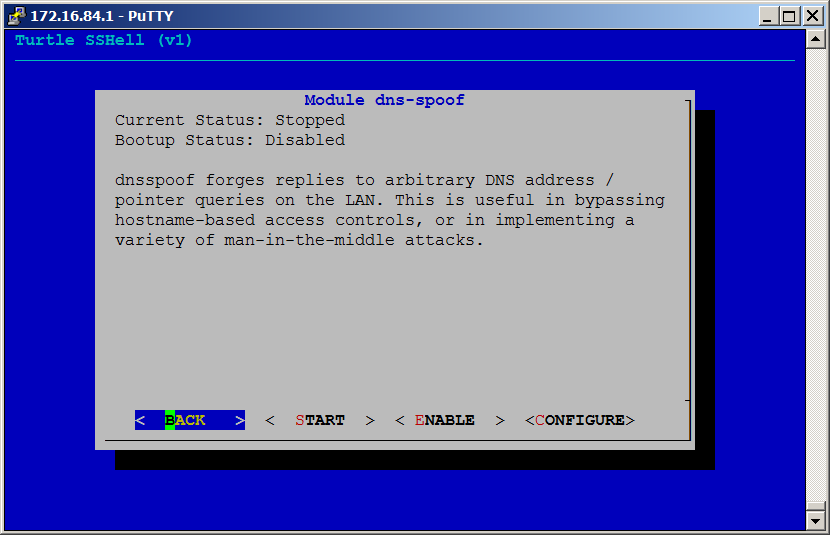 172.16.84.1 - PuTTY
Turtle SSHell (v1)
Module dns-spoof
Current Status: Stopped
Bootup Status: Disabled
dnsspoof forges replies to arbitrary DNS address /
pointer queries on the LAN. This is useful in bypassing
hostname-based access controls, or in implementing a
variety of man-in-the-middle attacks.
<  BACK   >  <  START  >  < ENABLE  >  <CONFIGURE>